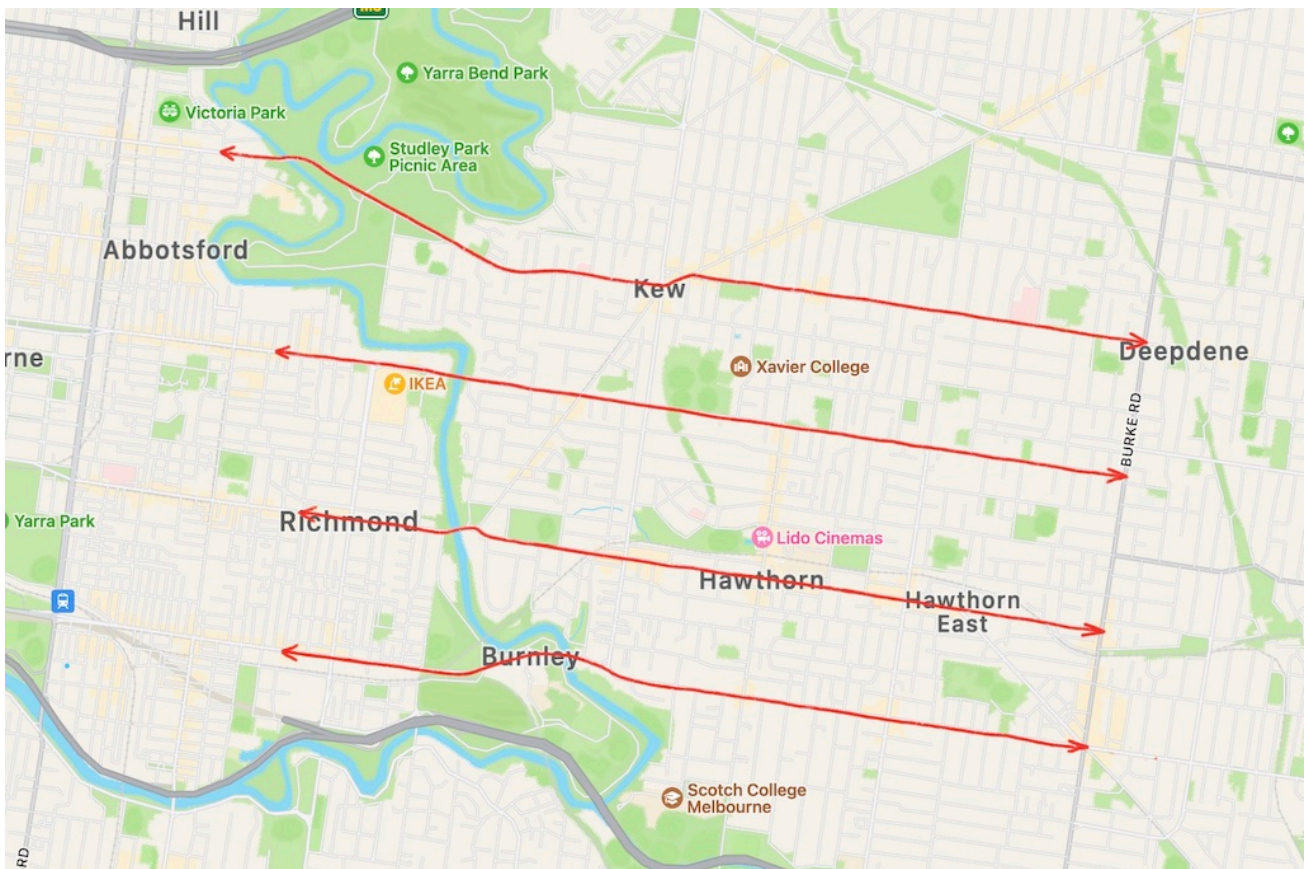 Hill
Yarra Bend Park
Victoria Park
Studley Park
Picnic Area
Abbotsford
Kew
rne
Deepdene
Xavier College
IKEA
BURKE RD
Yarra Park
Richmond
Lido Cinemas
Hawthorn
Hawthorn
East
Burnley
Scotch College
Melbourne
RD